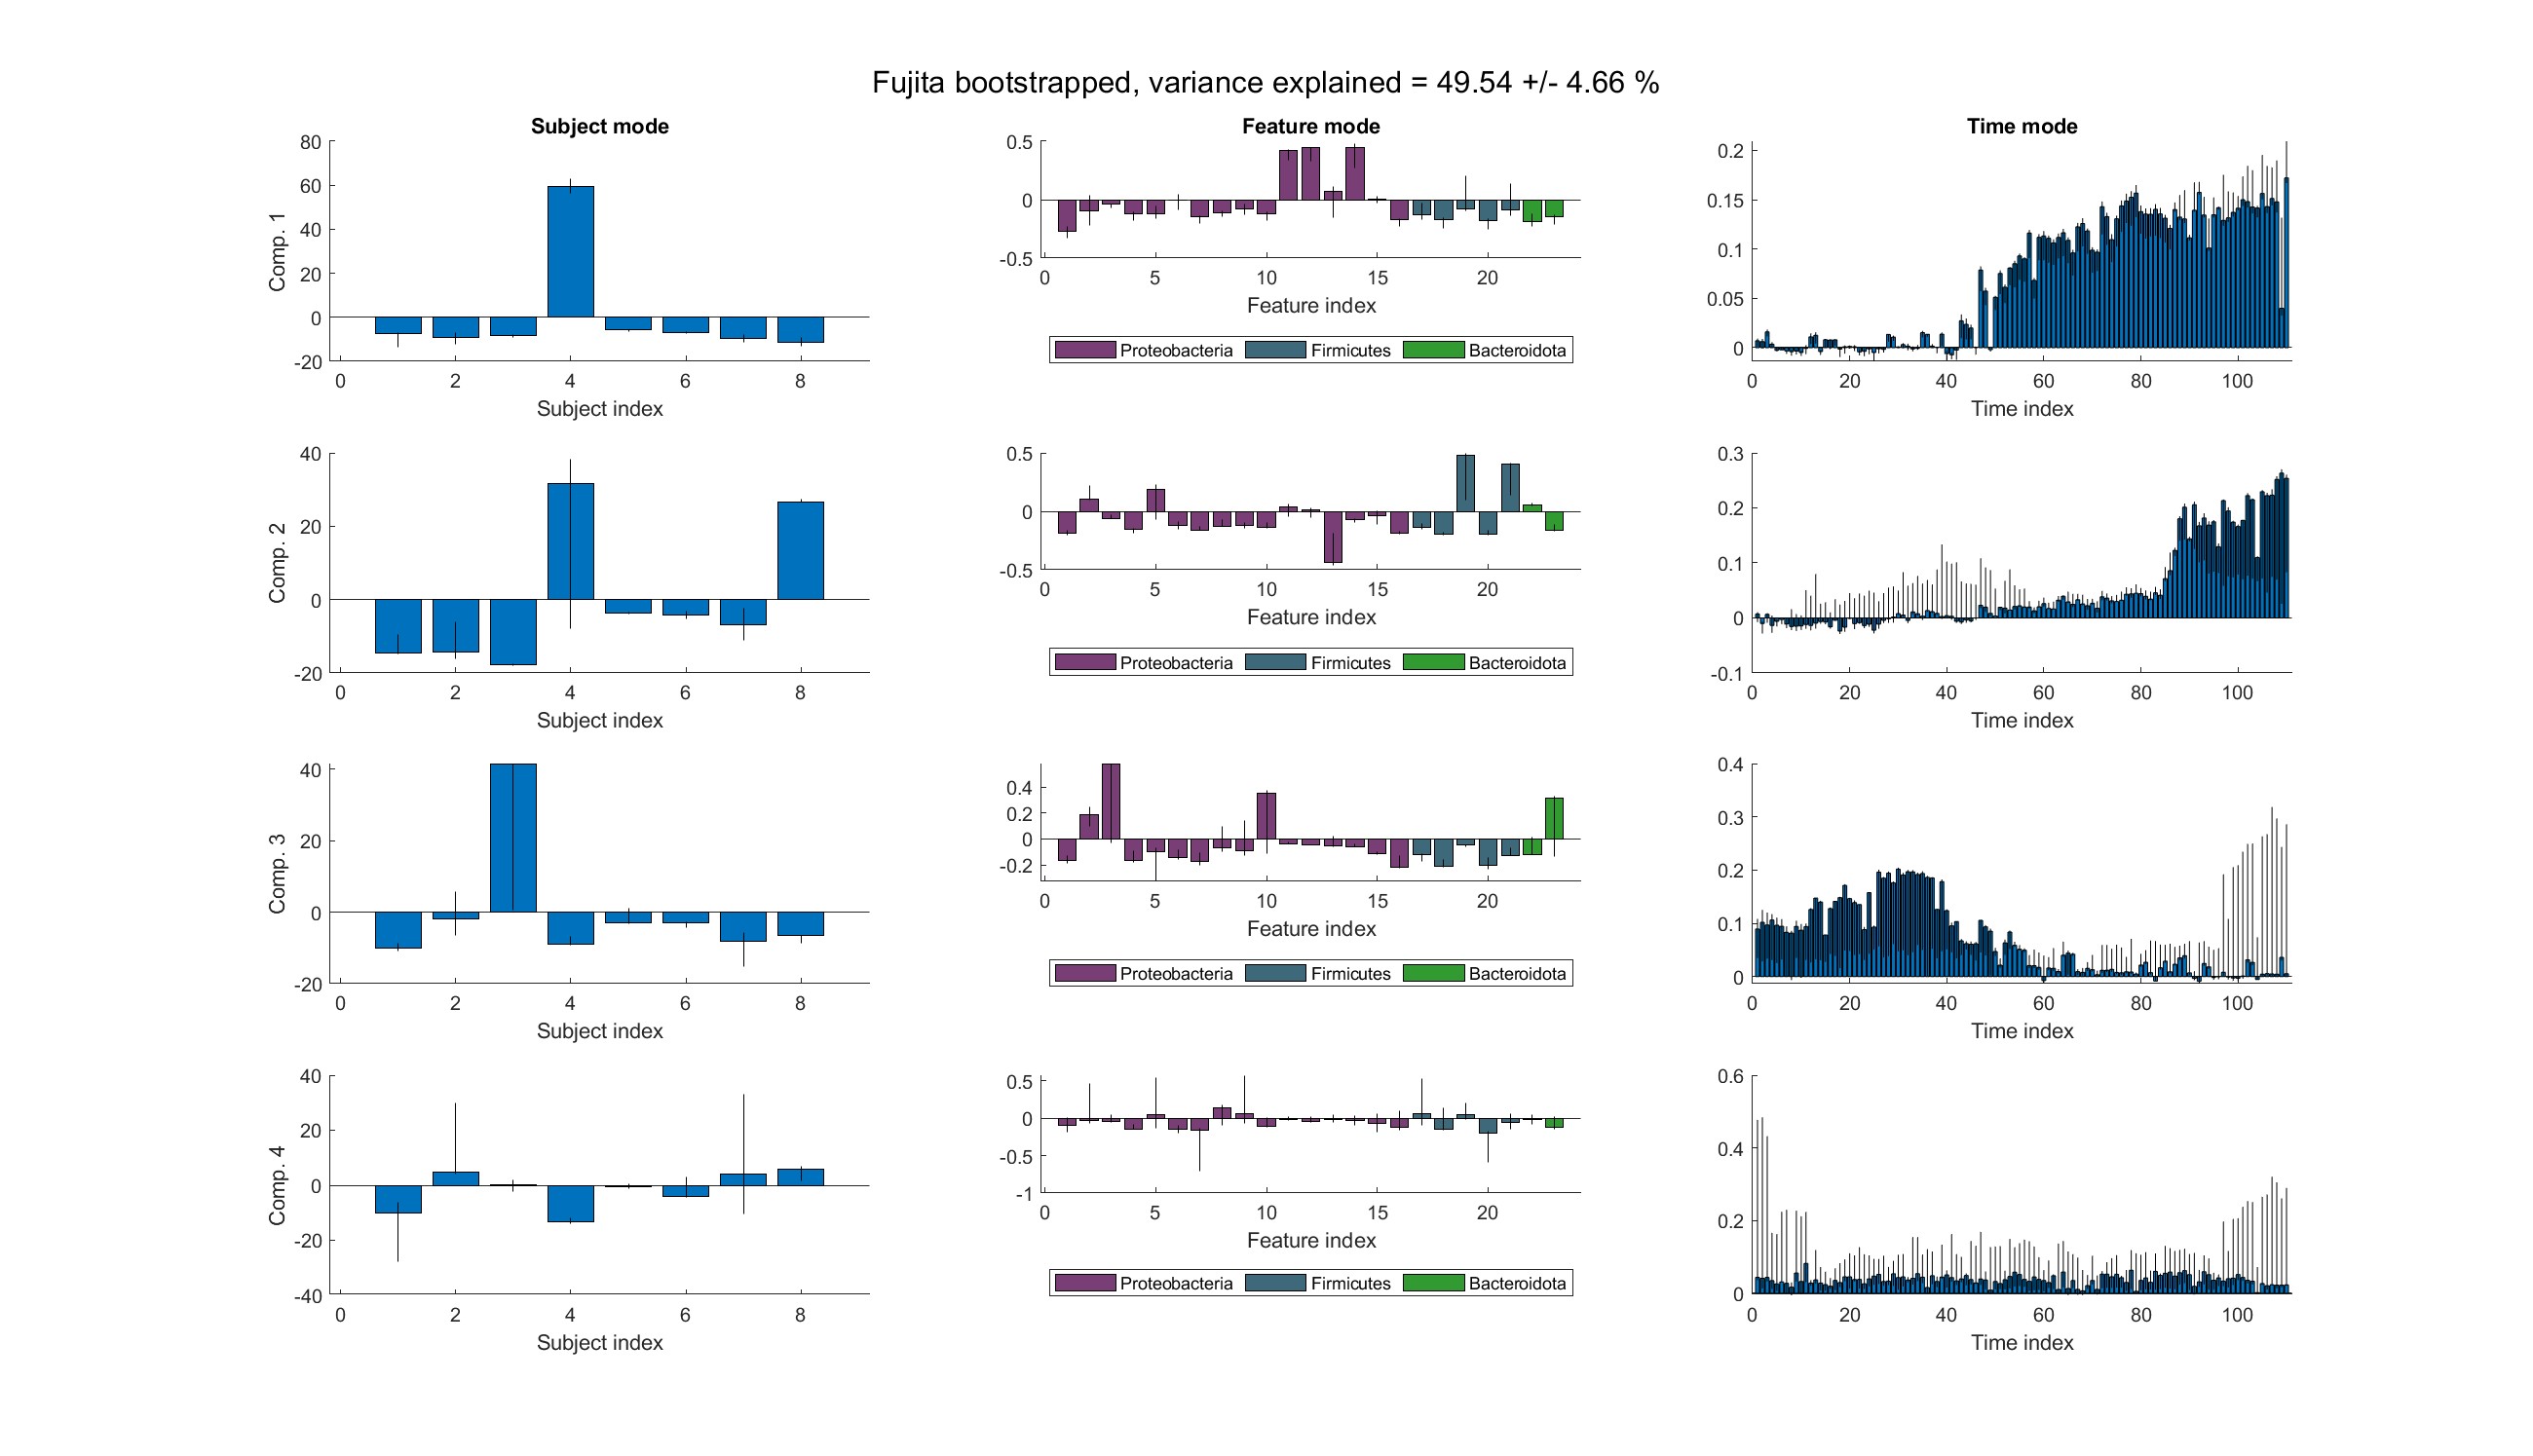 Fujita bootstrapped, variance explained = 49.54 +/- 4.66 %
Subject mode
Feature mode
Time mode
Comp. 1
80
60
40
20
0
-20
0 2 4 6 8
Subject index
0.5
0
-0.5
0 5 10 15 20
Feature index
Proteobacteria Firmicutes Bacteroidota
0.2
0.15
0.1
0.05
0
0 20 40 60 80 100
Time index
Comp. 2
40
20
0
-20
0 2 4 6 8
Subject index
0.5
0
-0.5
0 5 10 15 20
Feature index
Proteobacteria Firmicutes Bacteroidota
0.3
0.2
0.1
0
-0.1
0 20 40 60 80 100
Time index
Comp. 3
40
20
0
-20
0 2 4 6 8
Subject index
0.4
0.2
0
-0.2
0 5 10 15 20
Feature index
Proteobacteria Firmicutes Bacteroidota
0.4
0.3
0.2
0.1
0
0 20 40 60 80 100
Time index
Comp. 4
40
20
0
-20
-40
0 2 4 6 8
Subject index
0.5
0
-0.5
-1
0 5 10 15 20
Feature index
Proteobacteria Firmicutes Bacteroidota
0.6
0.4
0.2
0
0 20 40 60 80 100
Time index